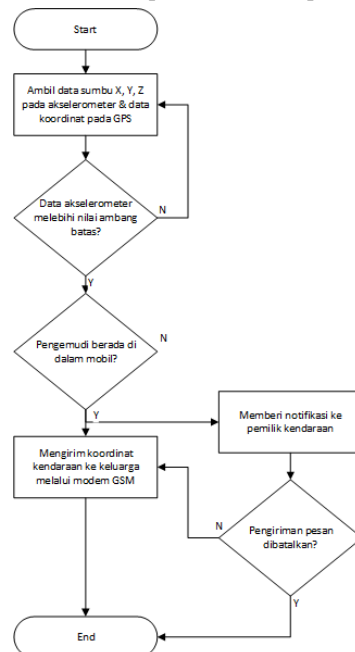 Start
Ambil data sumbu X, Y, Z
pada akselerometer & data
koordinat pada GPS
Data akselerometer
melebihi nilai ambang
batas?
N
Y
Pengemudi berada di
dalam mobil?
N
Y
Memberi notifikasi ke
pemilik kendaraan
Mengirim koordinat
kendaraan ke keluarga
melalui modem GSM
N
Pengiriman pesan
dibatalkan?
Y
End